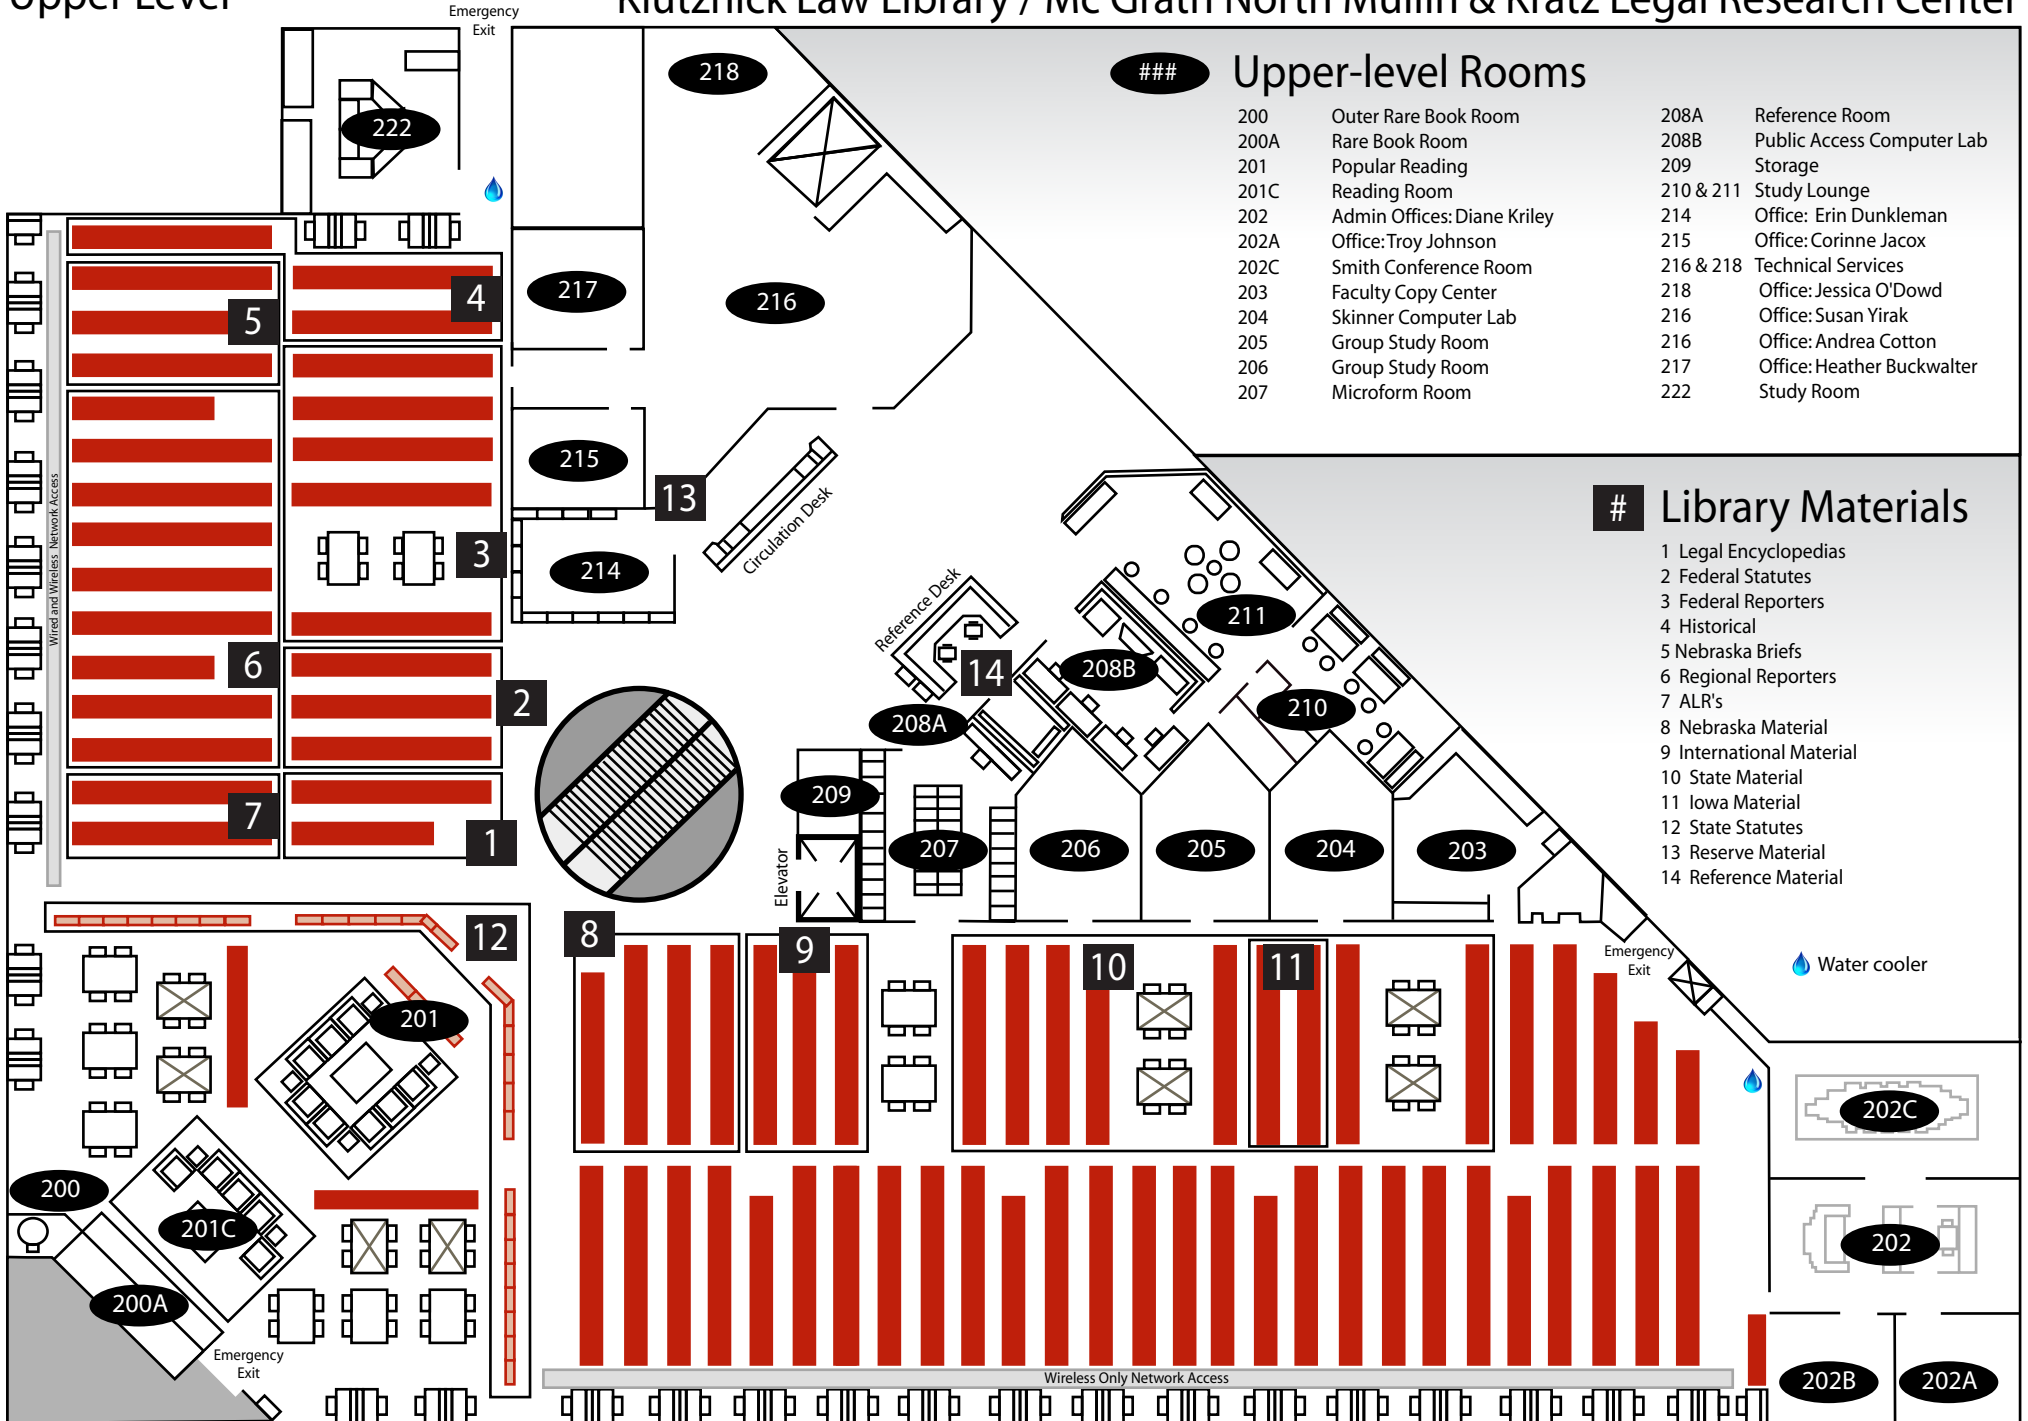 Upper Level
Klutznick Law Library / Mc Grath North Mullin & Kratz Legal Research Center
Emergency
Exit
### Upper-level Rooms
200 Outer Rare Book Room
200A Rare Book Room
201 Popular Reading
201C Reading Room
202 Admin Offices: Diane Kriley
202A Office: Troy Johnson
202C Smith Conference Room
203 Faculty Copy Center
204 Skinner Computer Lab
205 Group Study Room
206 Group Study Room
207 Microform Room
208A Reference Room
208B Public Access Computer Lab
209 Storage
210 & 211 Study Lounge
214 Office: Erin Dunkleman
215 Office: Corinne Jacox
216 & 218 Technical Services
218 Office: Jessica O'Dowd
216 Office: Susan Yirak
216 Office: Andrea Cotton
217 Office: Heather Buckwalter
222 Study Room
# Library Materials
1 Legal Encyclopedias
2 Federal Statutes
3 Federal Reporters
4 Historical
5 Nebraska Briefs
6 Regional Reporters
7 ALR's
8 Nebraska Material
9 International Material
10 State Material
11 Iowa Material
12 State Statutes
13 Reserve Material
14 Reference Material
Water cooler
218
222
217
216
4
5
215
13
Circulation Desk
Wired and Wireless Network Access
3
214
Reference Desk
211
6
14
208B
2
208A
210
209
7
1
Elevator
207
206
205
204
203
12
8
9
10
11
Emergency
Exit
201
202C
200
201C
202
200A
Emergency
Exit
Wireless Only Network Access
202B
202A